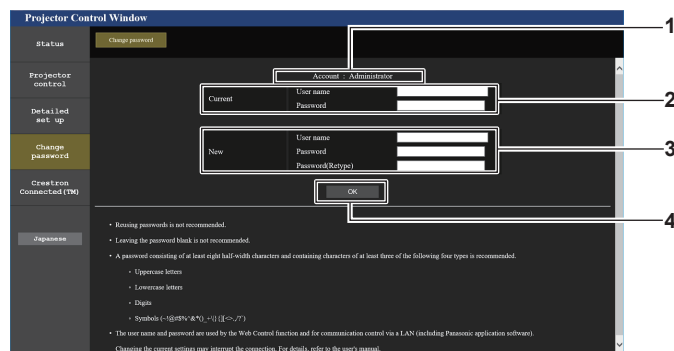 Projector Control Window
1
Status
Change password
Account : Administrator
Projector
control
Current
User name
Password
2
Detailed
set up
New
User name
Password
Password(Retype)
3
Change
password
Crestron
Connected(TM)
OK
4
Japanese
• Reusing passwords is not recommended.
• Leaving the password blank is not recommended.
• A password consisting of at least eight half-width characters and containing characters of at least three of the following four types is recommended.
• Uppercase letters
• Lowercase letters
• Digits
• Symbols (~!@#$%^&*()_+\|{}[]<>.,/?`)
• The user name and password are used by the Web Control function and for communication control via a LAN (including Panasonic application software).
Changing the current settings may interrupt the connection. For details, refer to the user's manual.